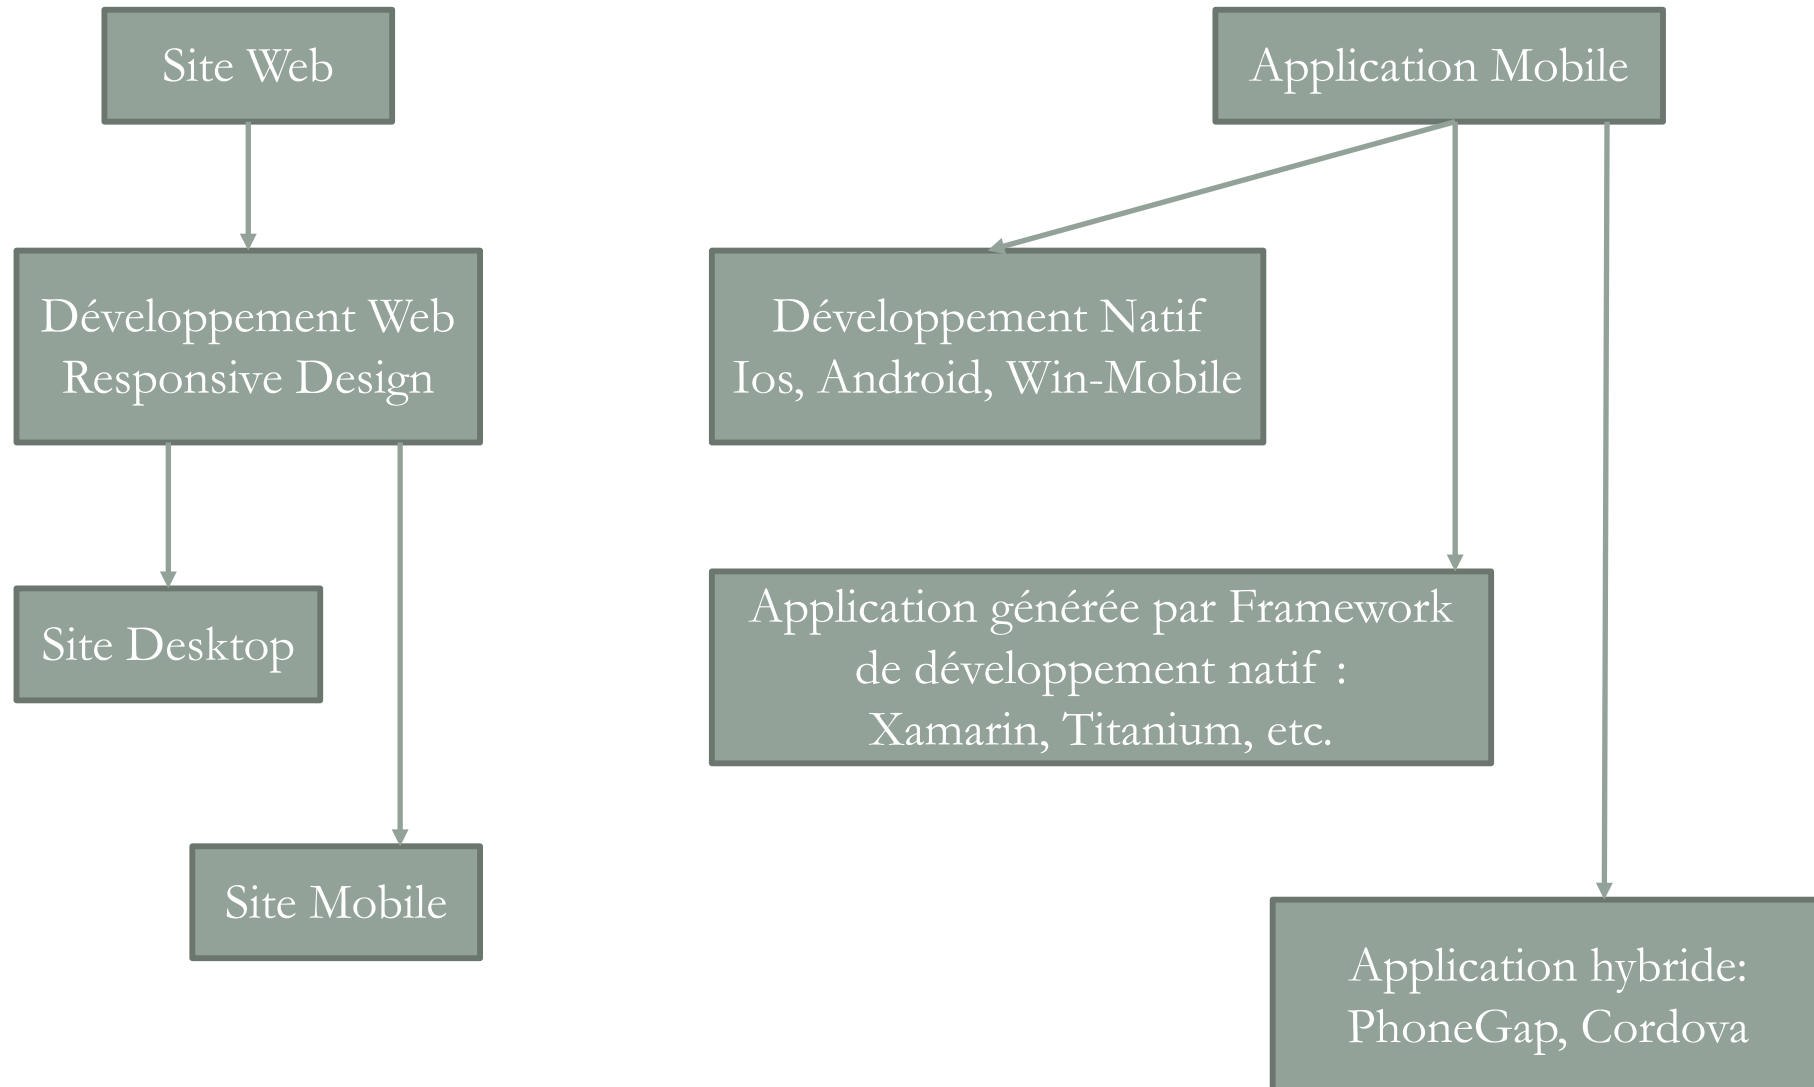 Site Web
Application Mobile
Développement Web
Responsive Design
Développement Natif
Ios, Android, Win-Mobile
Site Desktop
Application générée par Framework
de développement natif :
Xamarin, Titanium, etc.
Site Mobile
Application hybride:
PhoneGap, Cordova